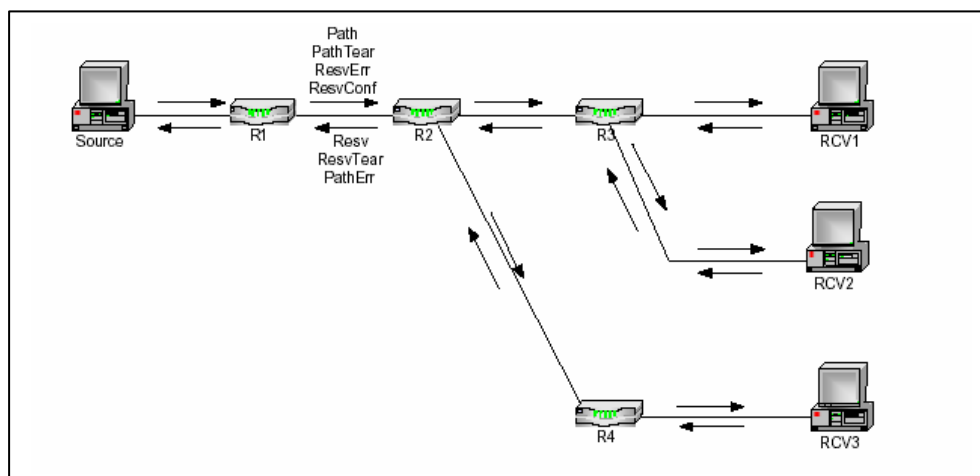 Path
PathTear
ResvErr
ResvConf
Source
R1
R2
R3
RCV1
Resv
ResvTear
PathErr
RCV2
R4
RCV3